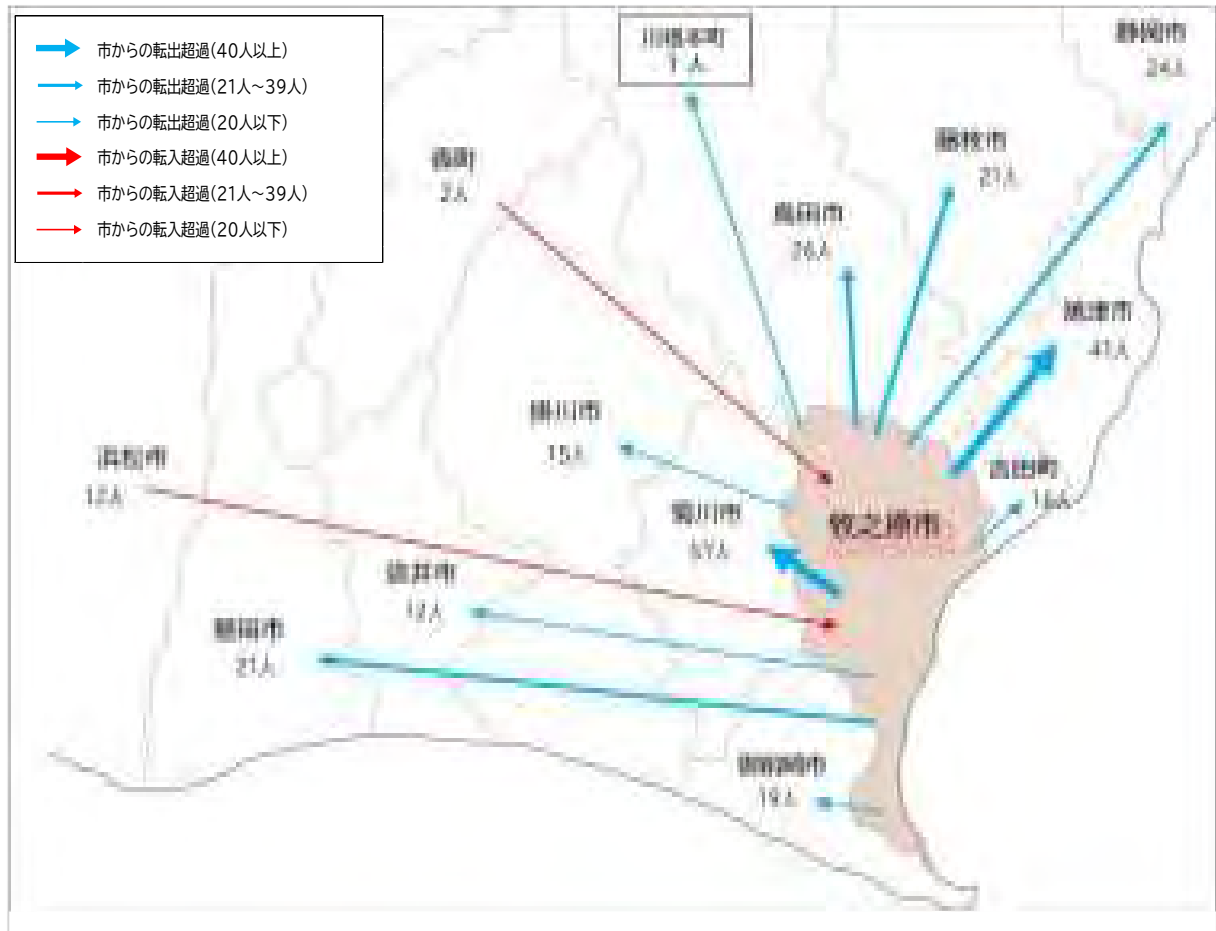 市からの転出超過(40人以上)
市からの転出超過(21人～39人)
市からの転出超過(20人以下)
市からの転入超過(40人以上)
市からの転入超過(21人～39人)
市からの転入超過(20人以下)
川根本町
1人
静岡市
24人
藤枝市
21人
森町
2人
島田市
26人
焼津市
41人
掛川市
15人
浜松市
12人
吉田町
菊川市
牧之原市
袋井市
12人
磐田市
21人
御前崎市
19人